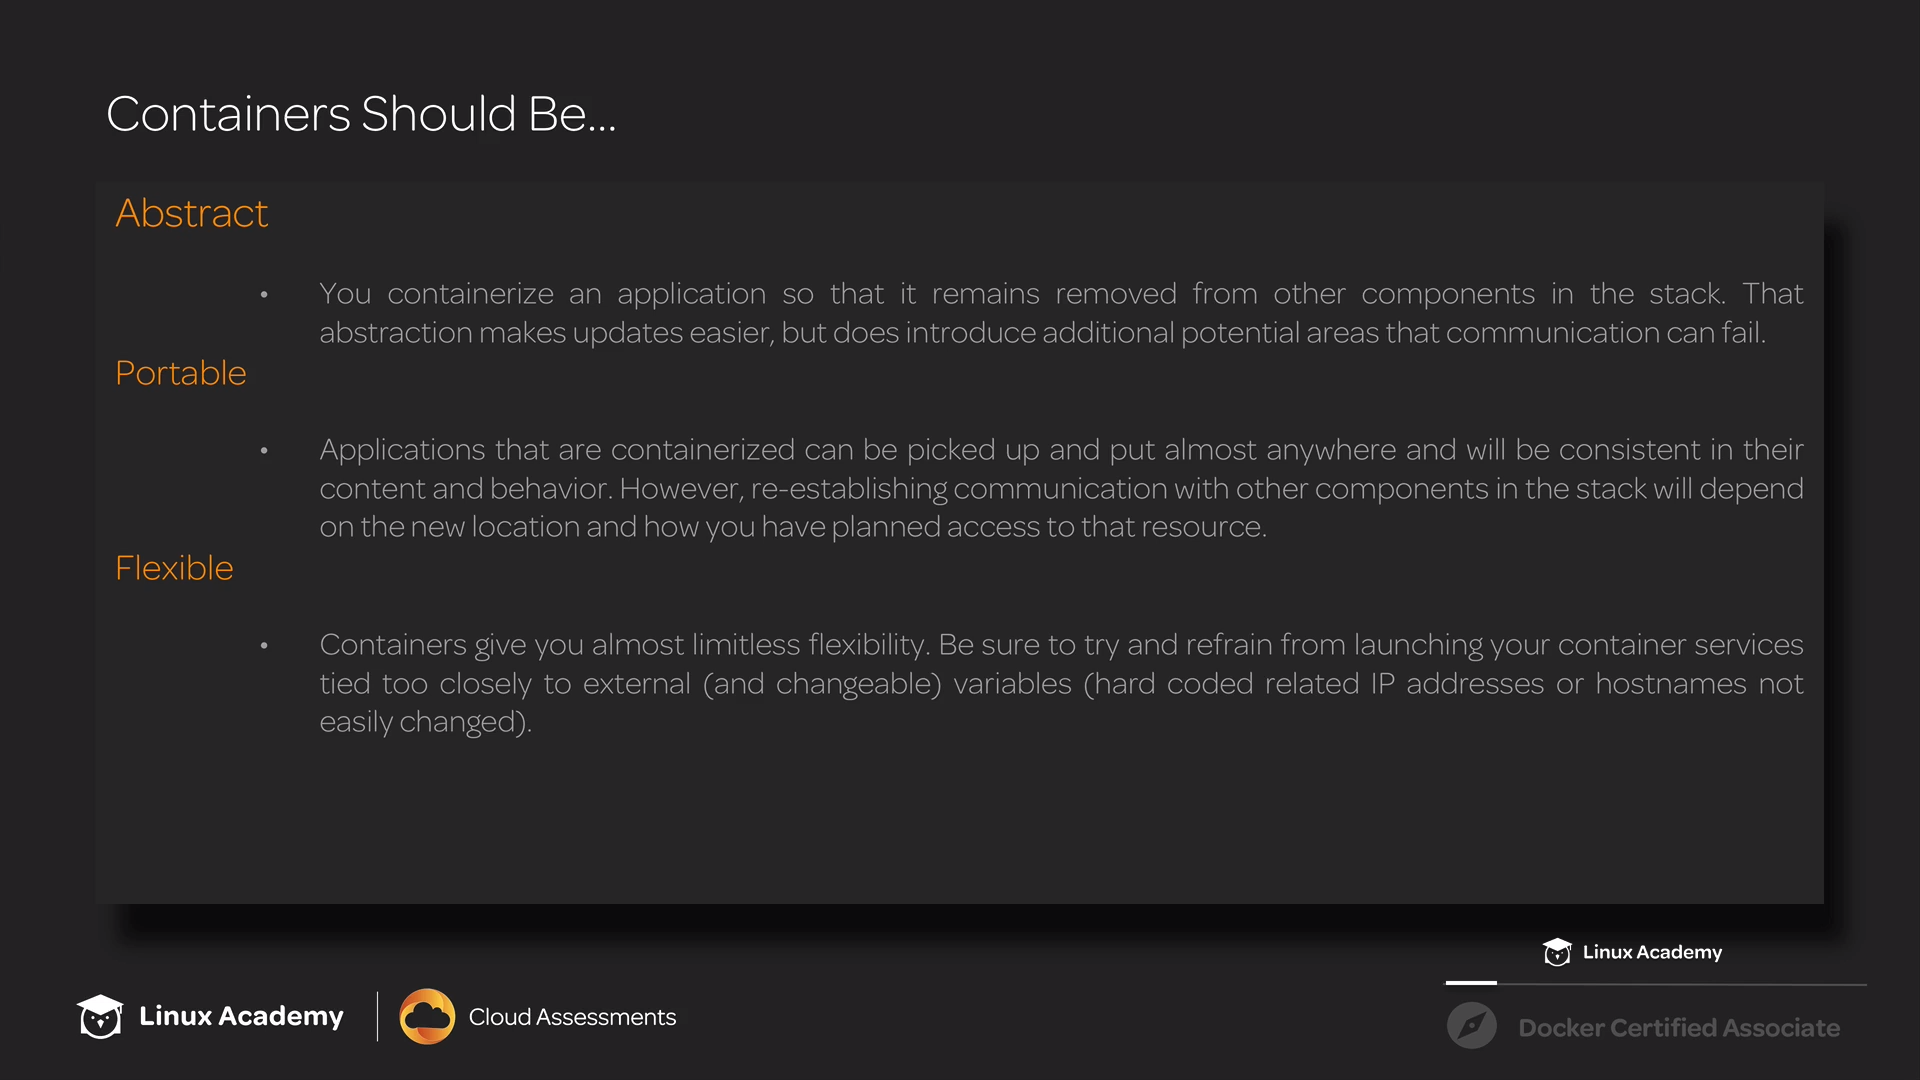 Containers Should Be...
Abstract
• You containerize an application so that it remains removed from other components in the stack. That
abstraction makes updates easier, but does introduce additional potential areas that communication can fail.
Portable
• Applications that are containerized can be picked up and put almost anywhere and will be consistent in their
content and behavior. However, re-establishing communication with other components in the stack will depend
on the new location and how you have planned access to that resource.
Flexible
• Containers give you almost limitless flexibility. Be sure to try and refrain from launching your container services
tied too closely to external (and changeable) variables (hard coded related IP addresses or hostnames not
easily changed).
Linux Academy
Linux Academy
Cloud Assessments
Docker Certified Associate